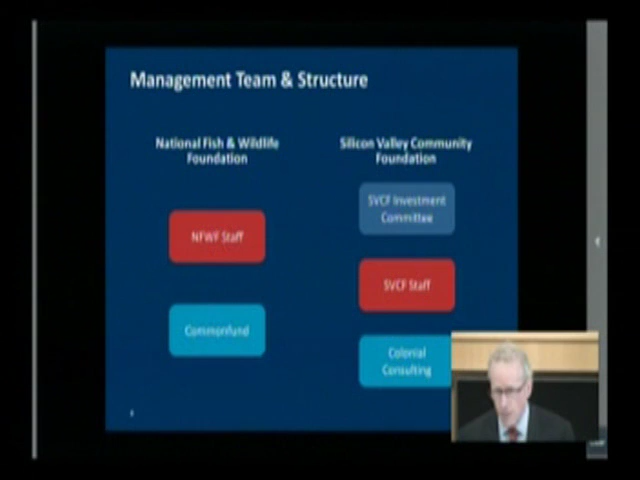 Management Team & Structure
National Fish & Wildlife
Foundation
Silicon Valley Community
Foundation
SVCF Investment
Committee
NFWF Staff
SVCF Staff
Commonfund
Colonial
Consulting